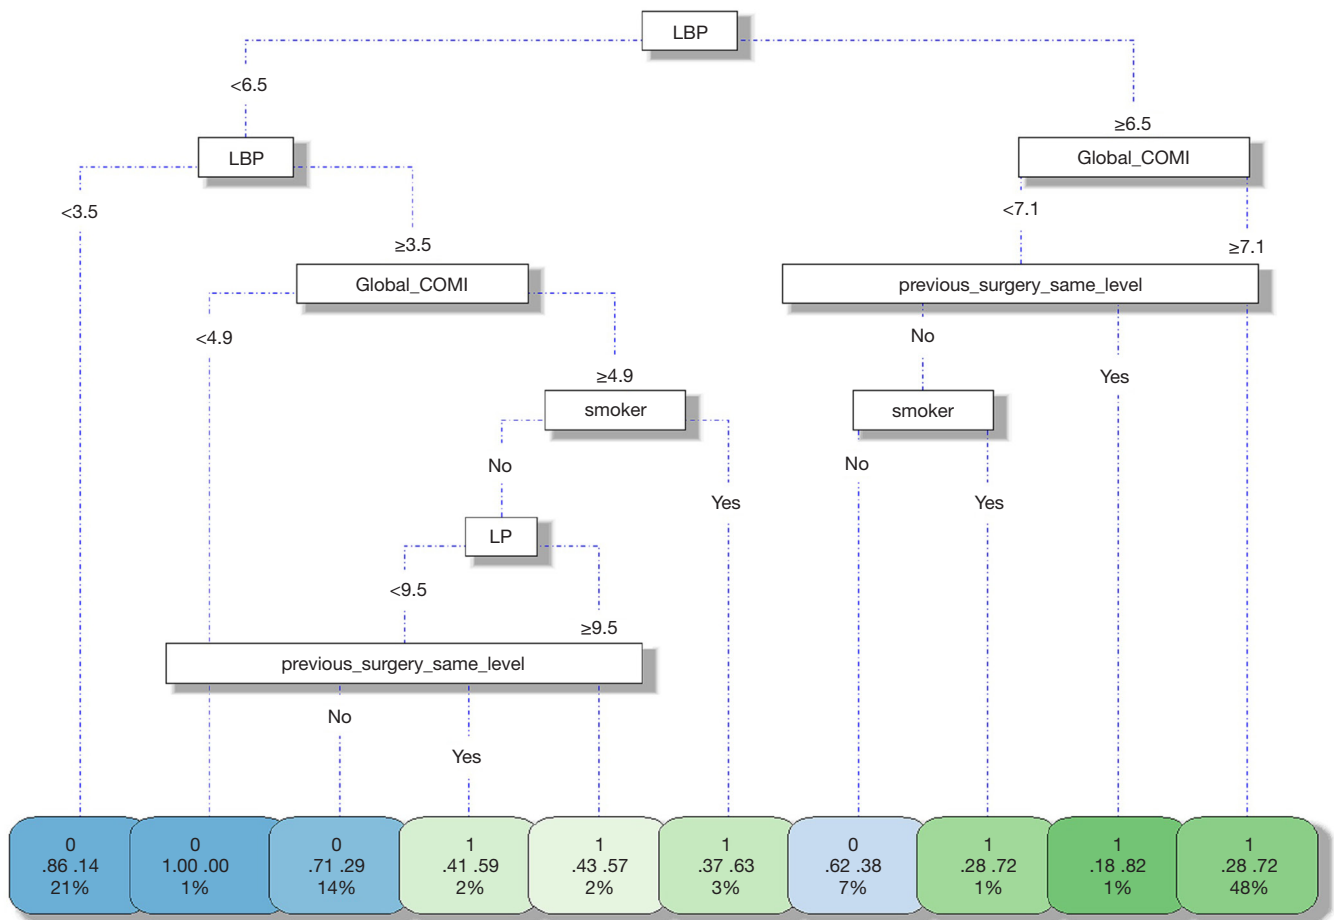 LBP
<6.5
≥6.5
LBP
Global_COMI
<3.5
<7.1
≥3.5
≥7.1
Global_COMI
previous_surgery_same_level
<4.9
No
≥4.9
Yes
smoker
smoker
No
No
Yes
Yes
LP
<9.5
≥9.5
previous_surgery_same_level
No
Yes
0 0 0 1 1 1 0 1 1 1
.86 .14 1.00 .00 .71 .29 .41 .59 .43 .57 .37 .63 .62 .38 .28 .72 .18 .82 .28 .72
21% 1% 14% 2% 2% 3% 7% 1% 1% 48%